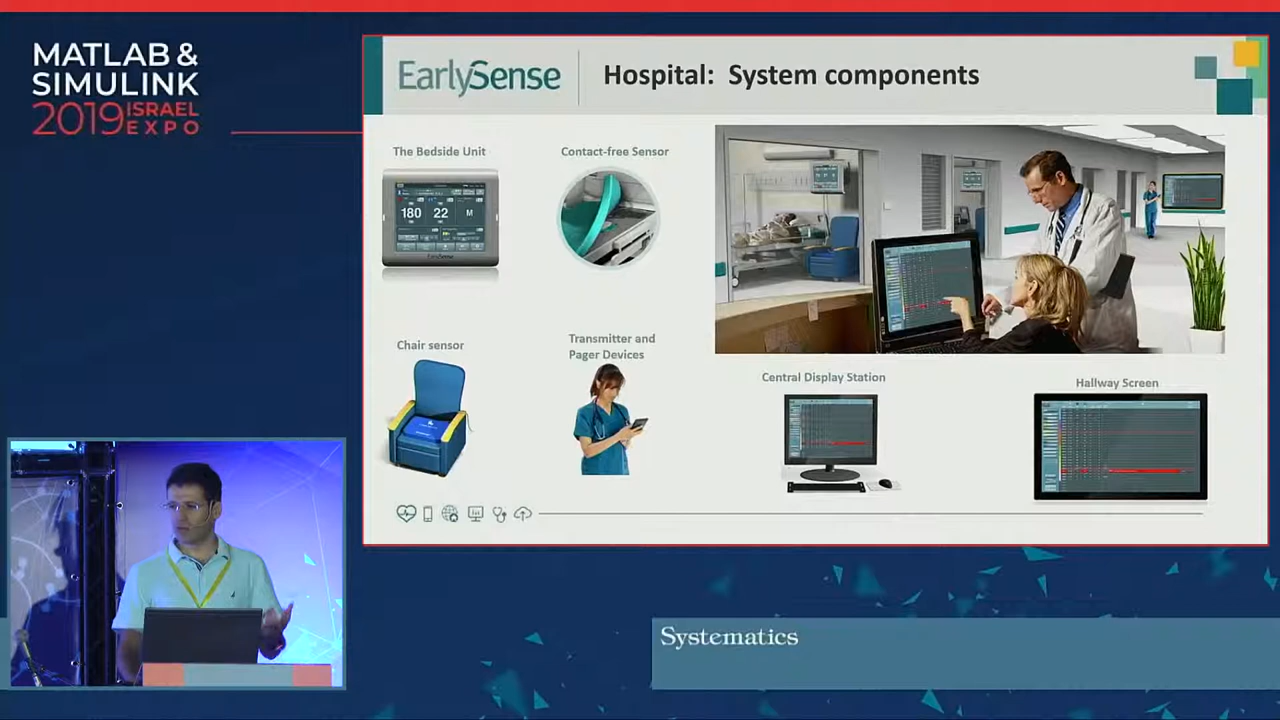 MATLAB &
SIMULINK
2019 ISRAEL
EXPO
EarlySense
Hospital: System components
The Bedside Unit
Contact-free Sensor
180 22 M
EarlySense
Chair sensor
Transmitter and
Pager Devices
Central Display Station
Hallway Screen
Systematics